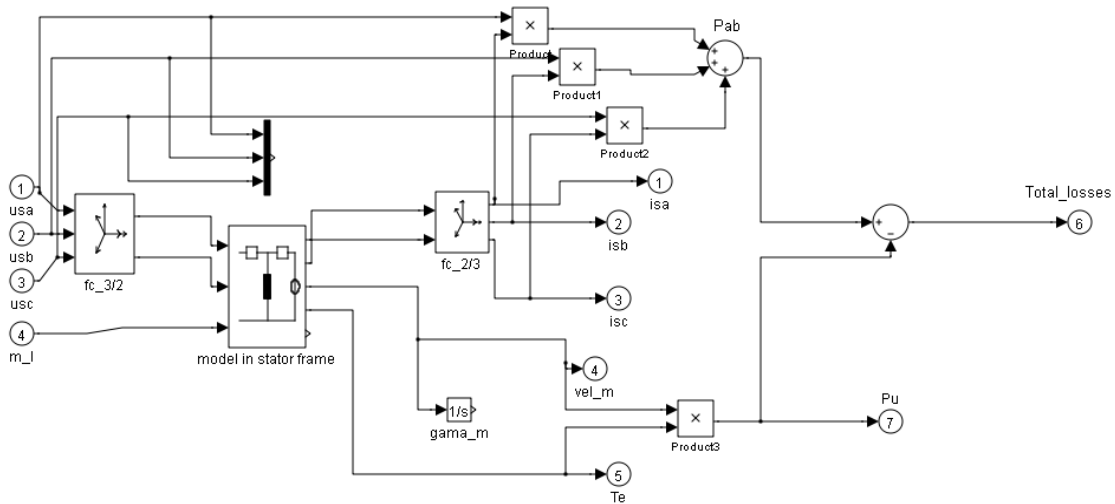 ×
Product
Pab
+
+
+
×
Product1
×
Product2
1
usa
2
usb
3
usc
4
m_l
fc_3/2
model in stator frame
fc_2/3
1
isa
2
isb
3
isc
Total_losses
+
−
6
4
vel_m
1/s
gama_m
×
Product3
Pu
7
5
Te